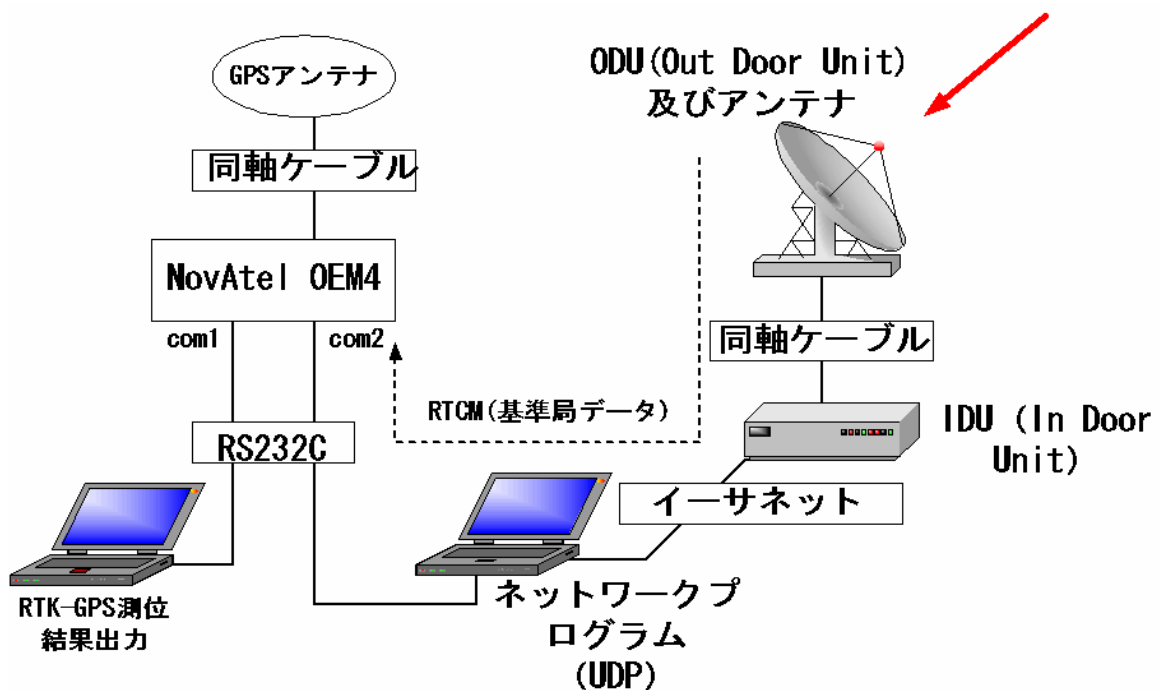 GPSアンテナ
同軸ケーブル
NovAtel OEM4
com1
com2
RS232C
RTK-GPS測位
結果出力
RTCM(基準局データ)
ODU(Out Door Unit)
及びアンテナ
同軸ケーブル
IDU (In Door
Unit)
イーサネット
ネットワークプ
ログラム
(UDP)